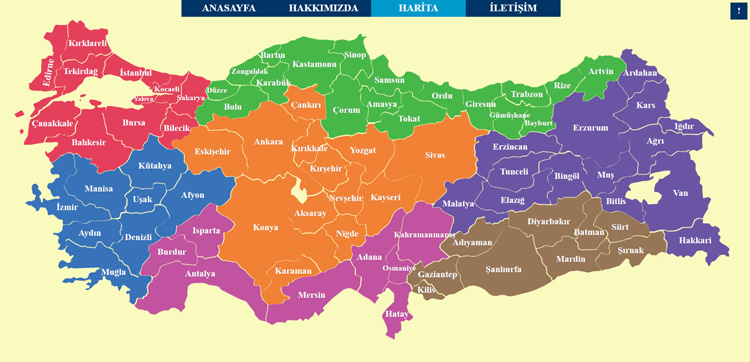 ANASAYFA
HAKKIMIZDA
HARİTA
İLETİŞİM
!
Kırklareli
Edirne
Tekirdağ
İstanbul
Kocaeli
Yalova
Sakarya
Çanakkale
Bursa
Bilecik
Balıkesir
Bartın
Zonguldak
Karabük
Düzce
Bolu
Kastamonu
Sinop
Çankırı
Çorum
Samsun
Amasya
Tokat
Ordu
Giresun
Trabzon
Gümüşhane
Bayburt
Rize
Artvin
Ardahan
Kars
Iğdır
Ağrı
Erzurum
Erzincan
Tunceli
Bingöl
Muş
Van
Bitlis
Elazığ
Malatya
Hakkari
Kütahya
Manisa
Uşak
Afyon
İzmir
Aydın
Denizli
Muğla
Eskişehir
Ankara
Kırıkkale
Yozgat
Sivas
Kırşehir
Nevşehir
Kayseri
Aksaray
Niğde
Konya
Karaman
Isparta
Burdur
Antalya
Mersin
Adana
Kahramanmaraş
Osmaniye
Hatay
Adıyaman
Gaziantep
Kilis
Şanlıurfa
Diyarbakır
Batman
Mardin
Siirt
Şırnak